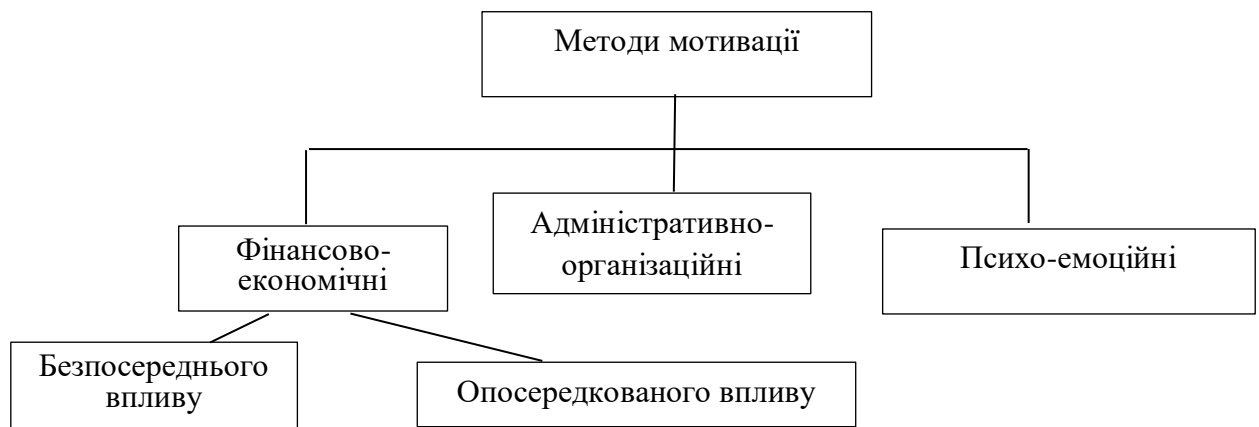 Методи мотивації
Адміністративно-
організаційні
Фінансово-
економічні
Психо-емоційні
Безпосереднього
впливу
Опосередкованого впливу